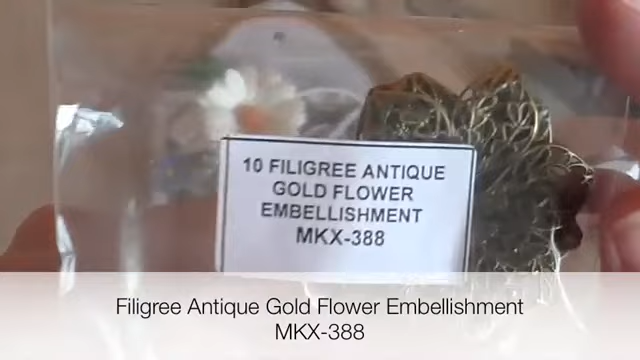 10 FILIGREE ANTIQUE
GOLD FLOWER
EMBELLISHMENT
MKX-388
Filigree Antique Gold Flower Embellishment
MKX-388